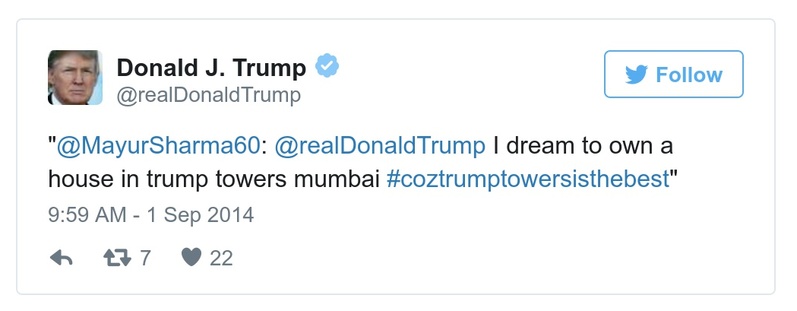 Donald J. Trump
@realDonaldTrump
Follow
"@MayurSharma60: @realDonaldTrump I dream to own a
house in trump towers mumbai #coztrumptowersisthebest"
9:59 AM - 1 Sep 2014
7 22